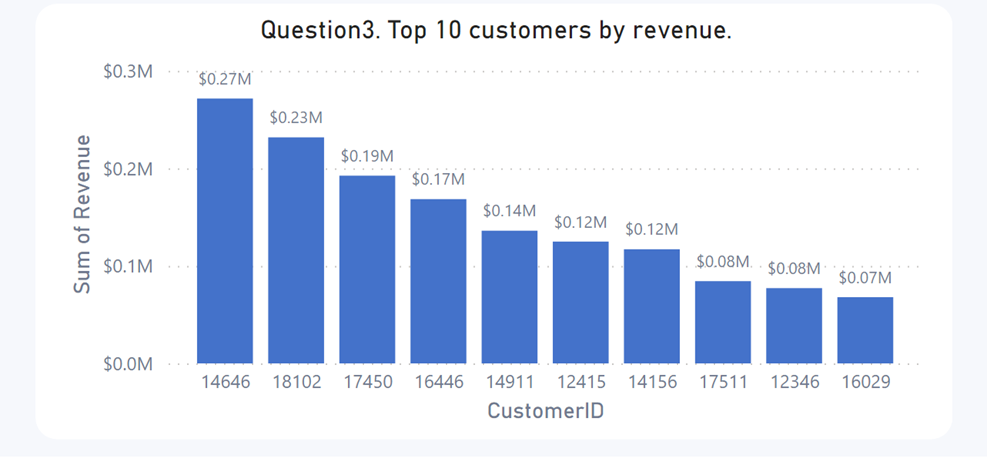 Question3. Top 10 customers by revenue.
$0.3M
$0.27M
$0.23M
$0.19M
$0.2M
$0.17M
$0.14M
$0.12M
$0.12M
$0.1M
$0.08M
$0.08M
$0.07M
$0.0M
Sum of Revenue
14646 18102 17450 16446 14911 12415 14156 17511 12346 16029
CustomerID